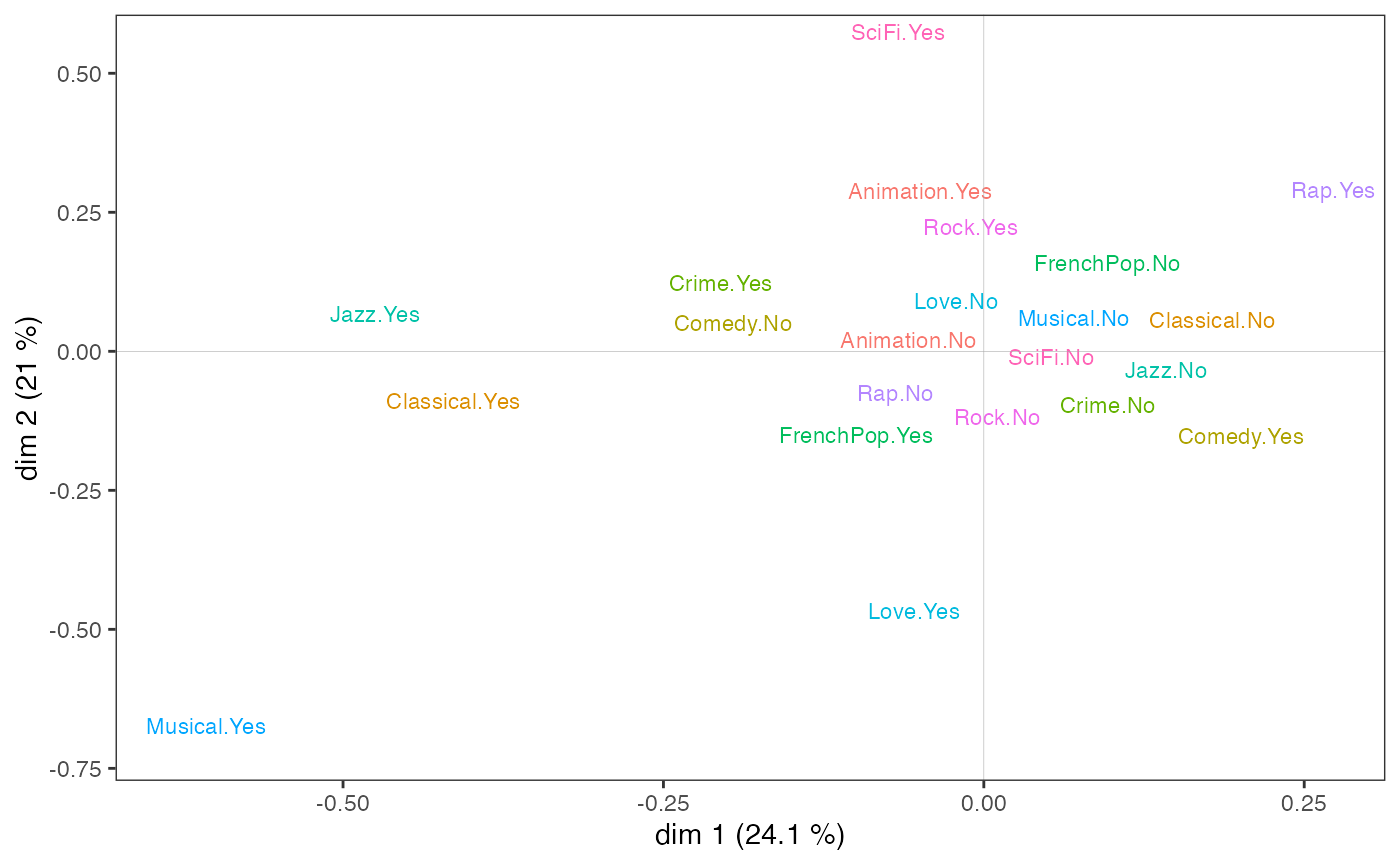 SciFi.Yes
0.50
Animation.Yes
Rap.Yes
0.25
Rock.Yes
FrenchPop.No
Crime.Yes
Love.No
Jazz.Yes
Musical.No
Classical.No
Comedy.No
Animation.No
0.00
SciFi.No
Jazz.No
Rap.No
Classical.Yes
Crime.No
Rock.No
FrenchPop.Yes
Comedy.Yes
-0.25
Love.Yes
-0.50
Musical.Yes
-0.75
dim 2 (21 %)
-0.50 -0.25 0.00 0.25
dim 1 (24.1 %)